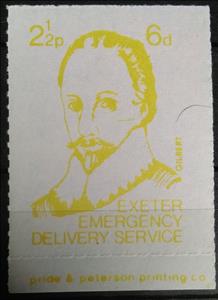 2½p 6d
GILBERT
EXETER
EMERGENCY
DELIVERY SERVICE
pride & peterson printing co